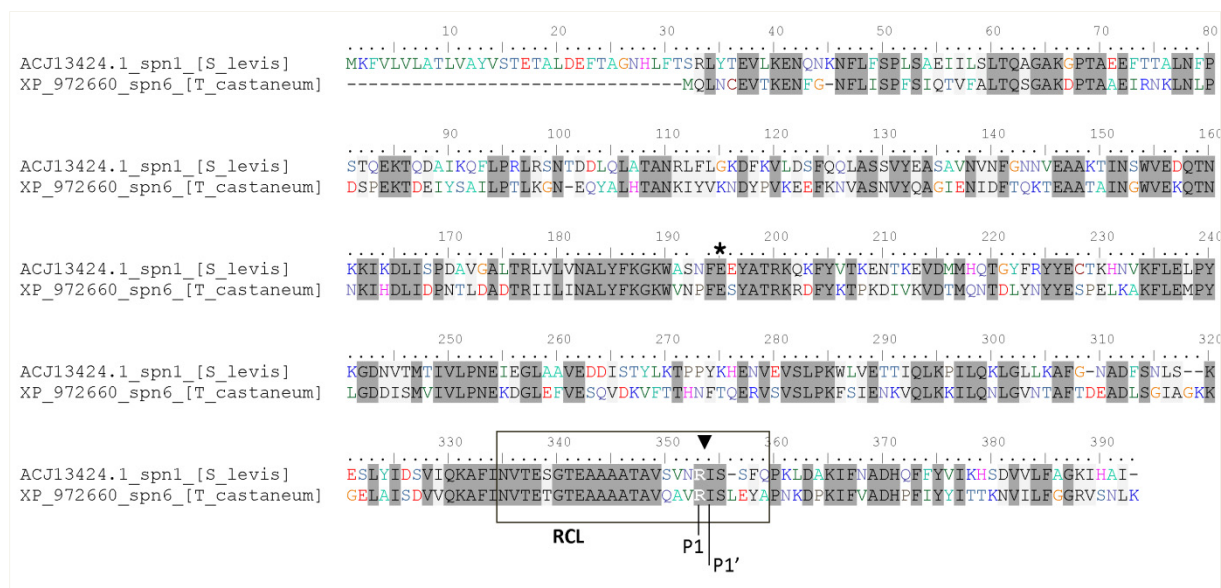 10 20 30 40 50 60 70 80
ACJ13424.1_spn1_[S_levis] MKFVLVLATLVAYVSTETALDEFTAGNHLFTSRLYTEVLKENQNKNFLFSPLSAEIILSLTQAGAKGPTAEEFTTALNFP
XP_972660_spn6_[T_castaneum] -------------------------------MQLNCEVTKENFG-NFLISPFSIQTVFALTQSGAKDPTAAEIRNKLNLP
90 100 110 120 130 140 150 160
ACJ13424.1_spn1_[S_levis] STQEKTQDAIKQFLPRLRSNTDDLQLATANRLFLGKDFKVLDSFQQLASSVYEASAVNVNFGNNVEAAKTINSWVEDQTN
XP_972660_spn6_[T_castaneum] DSPEKTDEIYSAILPTLKGN-EQYALHTANKIYVKNDYPVKEEFKNVASNVYQAGIENIDFTQKTEAATAINGWVEKQTN
170 180 190 * 200 210 220 230 240
ACJ13424.1_spn1_[S_levis] KKIKDLISPDAVGALTRLVLVNALYFKGKWASNFEEYATRKQKFYVTKENTKEVDMMHQTGYFRYYECTKHNVKFLELPY
XP_972660_spn6_[T_castaneum] NKIHDLIDPNTLDADTRIILINALYFKGKWVNPFESYATRKRDFYKTPKDIVKVDTMQNTDLYNYYESPELKAKFLEMPY
250 260 270 280 290 300 310 320
ACJ13424.1_spn1_[S_levis] KGDNVTMTIVLPNEIEGLAAVEDDISTYLKTPPYKHENVEVSLPKWLVETTIQLKPILQKLGLLKAFG-NADFSNLS--K
XP_972660_spn6_[T_castaneum] LGDDISMVIVLPNEKDGLEFVESQVDKVFTTHNFTQERVSVSLPKFSIENKVQLKKILQNLGVNTAFTDEADLSGIAGKK
330 340 350 360 370 380 390
ACJ13424.1_spn1_[S_levis] ESLYIDSVIQKAFINVTESGTEAAAATAVSVNRIS-SFQPKLDAKIFNADHQFFYVIKHSDVVLFAGKIHAI-
XP_972660_spn6_[T_castaneum] GELAISDVVQKAFINVTETGTEAAAATAVQAVRISLEYAPNKDPKIFVADHPFIYYITTKNVILFGGRVSNLK
RCL
P1
P1'